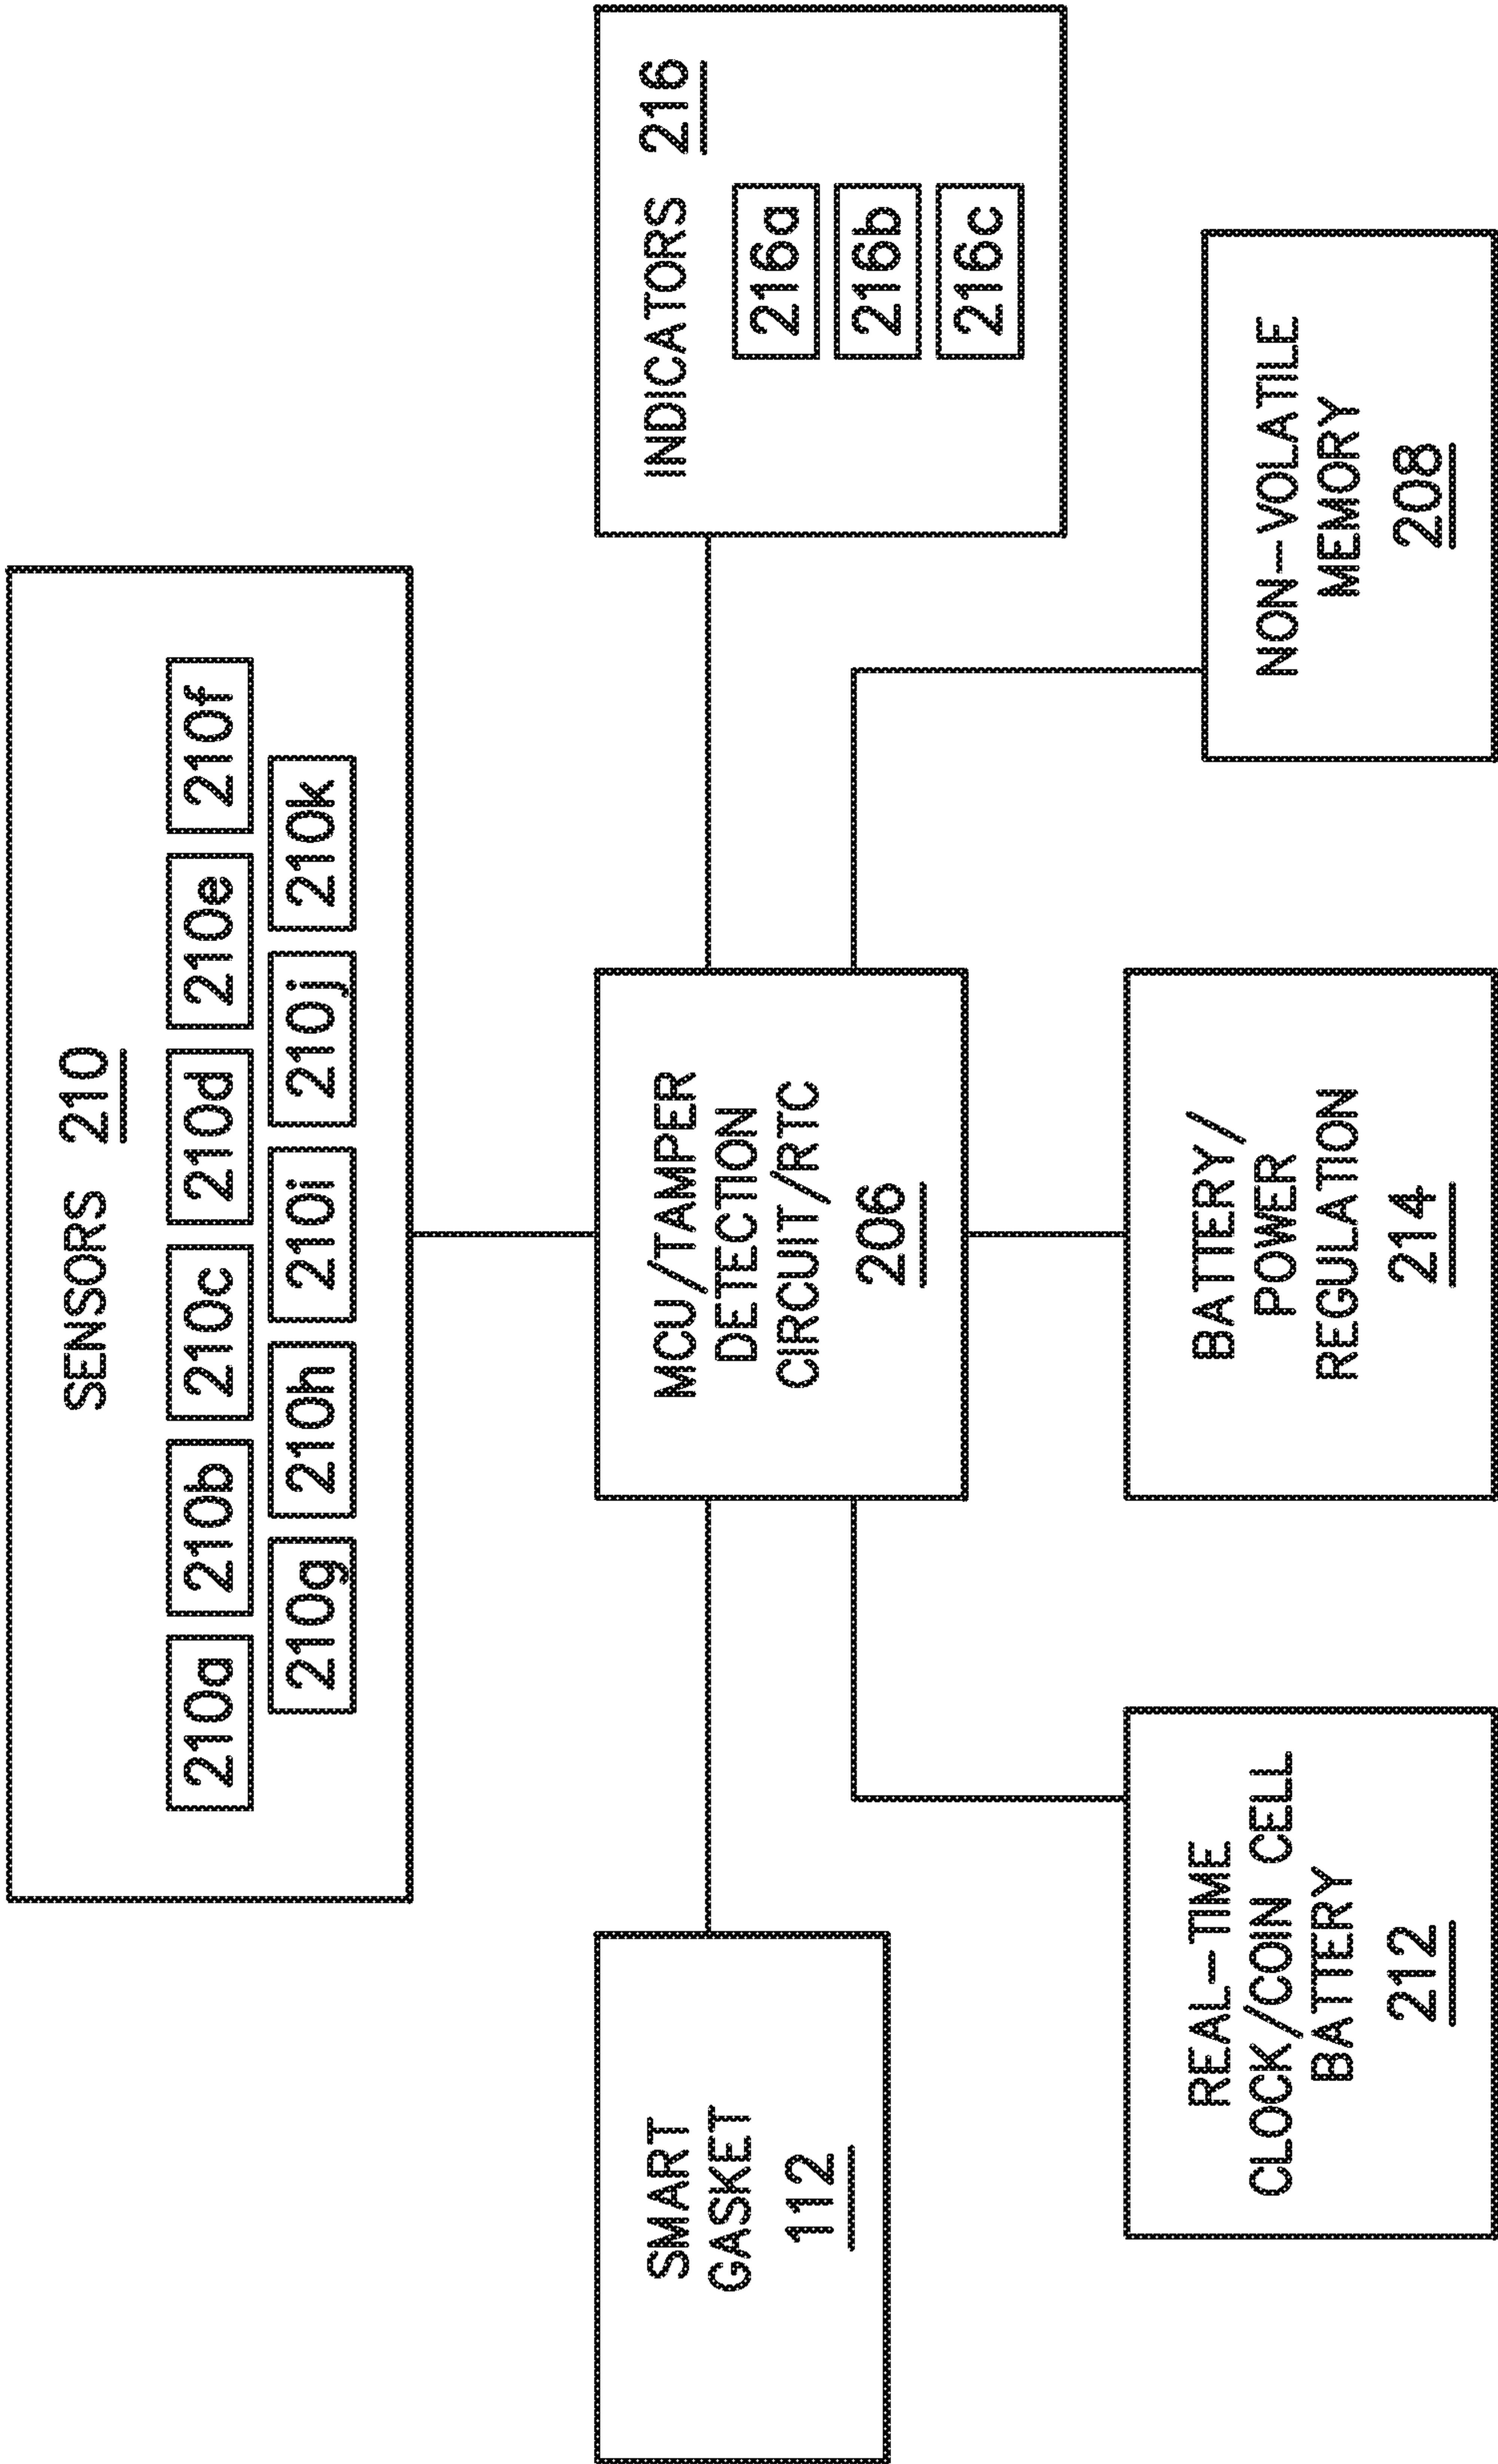 SENSORS 210
210a 210b 210c 210d 210e 210f
210g 210h 210i 210j 210k
SMART
GASKET
112
MCU/TAMPER
DETECTION
CIRCUIT/RTC
206
INDICATORS 216
216a
216b
216c
REAL-TIME
CLOCK/COIN CELL
BATTERY
212
BATTERY/
POWER
REGULATION
214
NON-VOLATILE
MEMORY
208